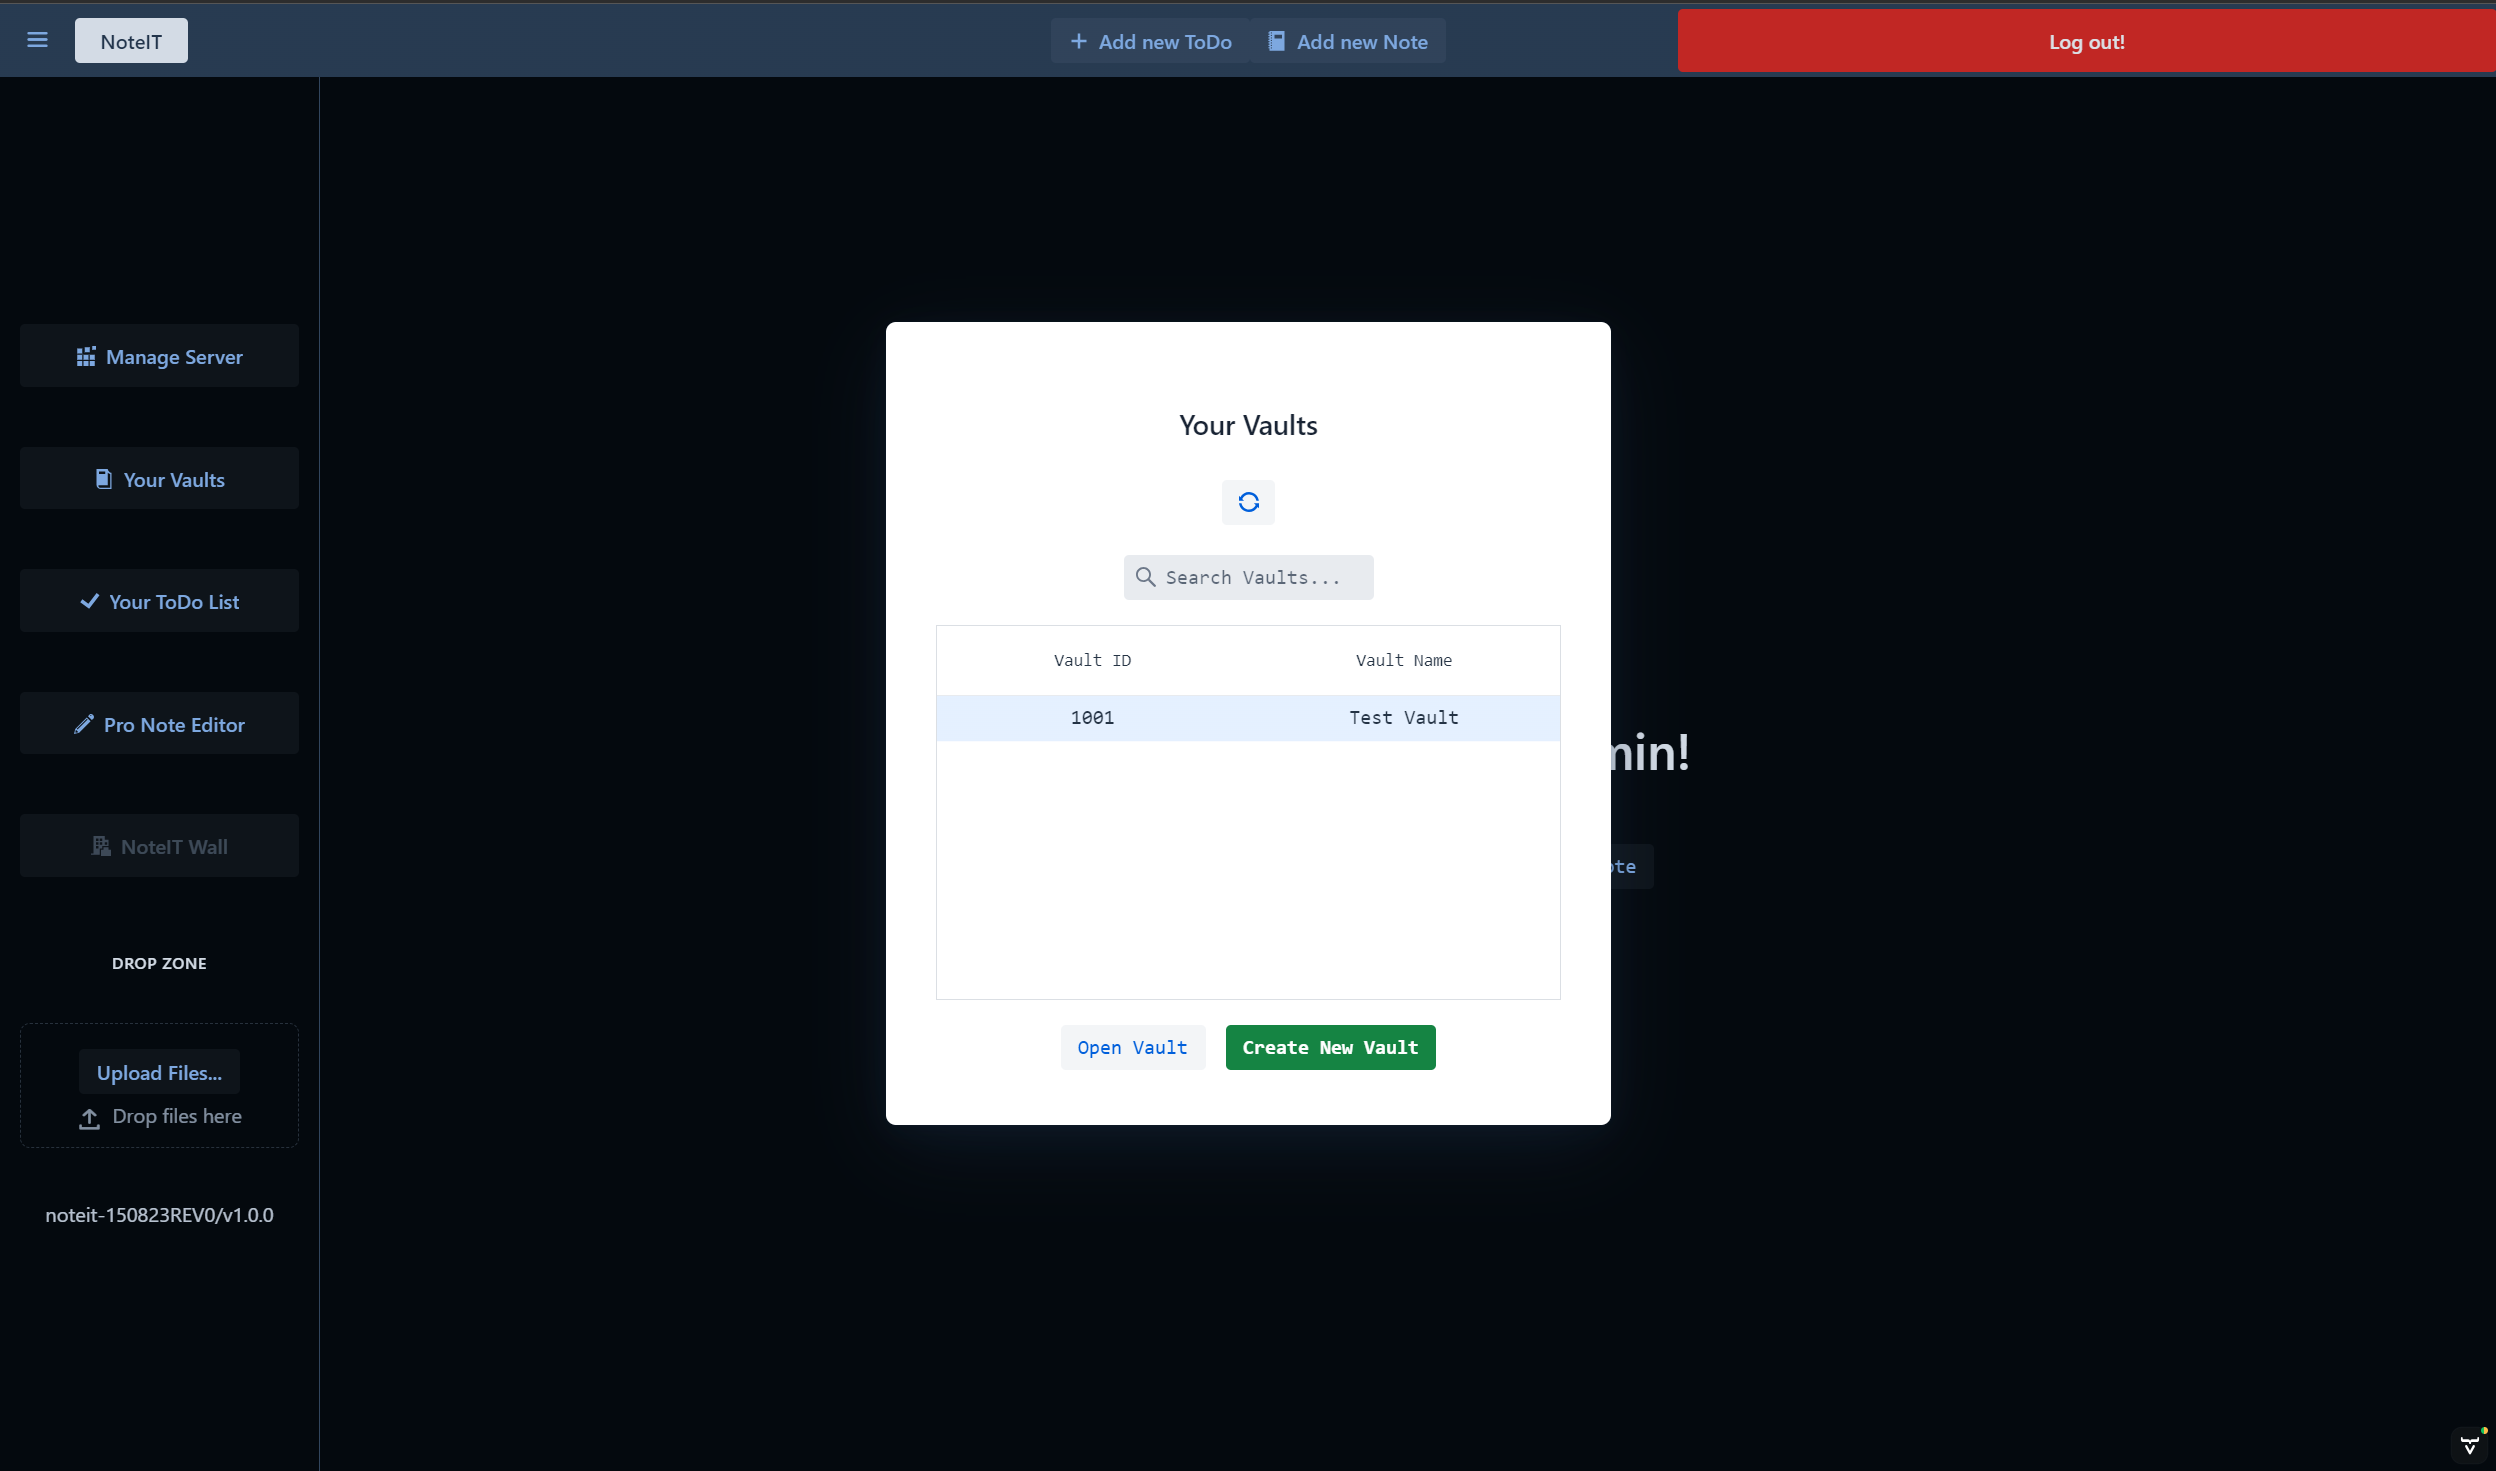 NoteIT
Add new ToDo
Add new Note
Log out!
Manage Server
Your Vaults
Your ToDo List
Pro Note Editor
NoteIT Wall
DROP ZONE
Upload Files...
Drop files here
noteit-150823REV0/v1.0.0
Your Vaults
Search Vaults...
Vault ID Vault Name
1001 Test Vault
Open Vault
Create New Vault